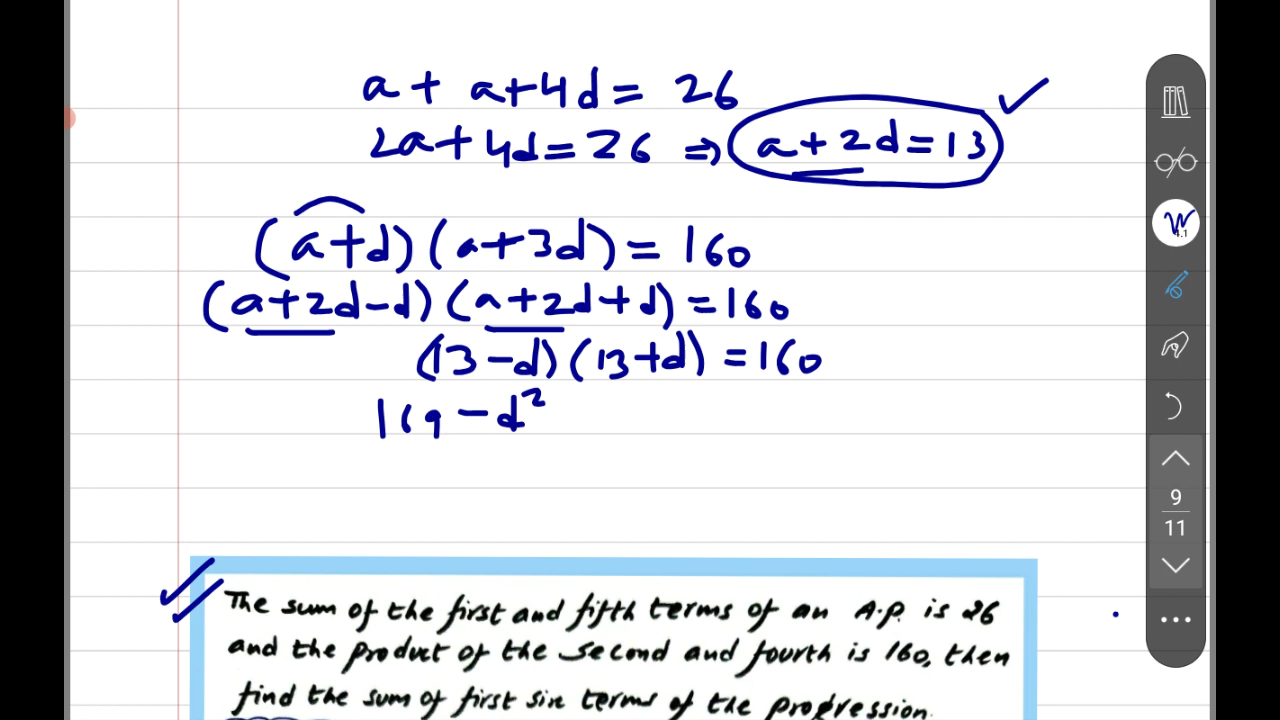 a + a+4d = 26
2a+4d=26 ⇒ a+2d=13
(a+d)(a+3d)=160
(a+2d-d)(a+2d+d)=160
(13-d)(13+d)=160
169-d²
The sum of the first and fifth terms of an A.P. is 26
and the product of the second and fourth is 160, then
find the sum of first six terms of the progression.
4.1
9
11